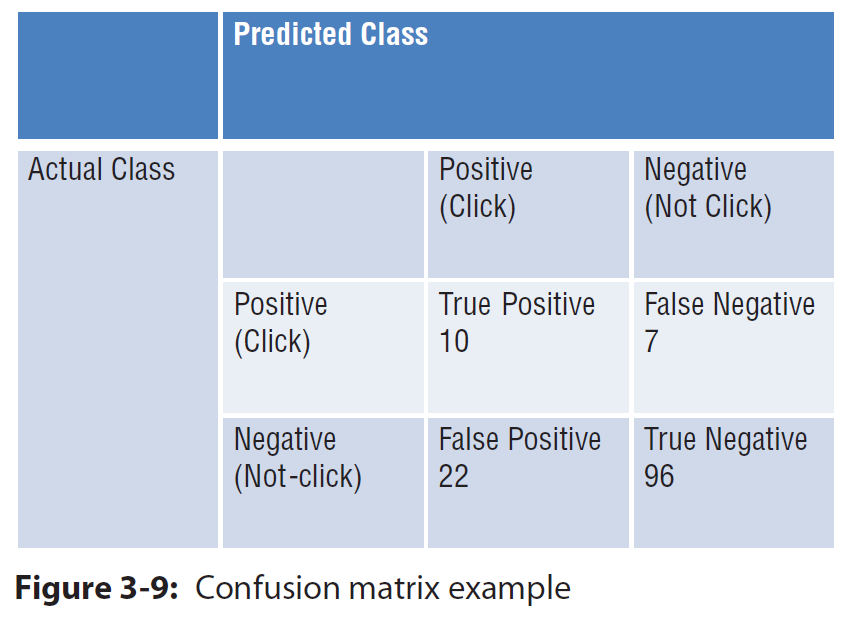 Predicted Class
Actual Class
Positive
(Click)
Negative
(Not Click)
Positive
(Click)
True Positive
10
False Negative
7
Negative
(Not-click)
False Positive
22
True Negative
96
Figure 3-9: Confusion matrix example